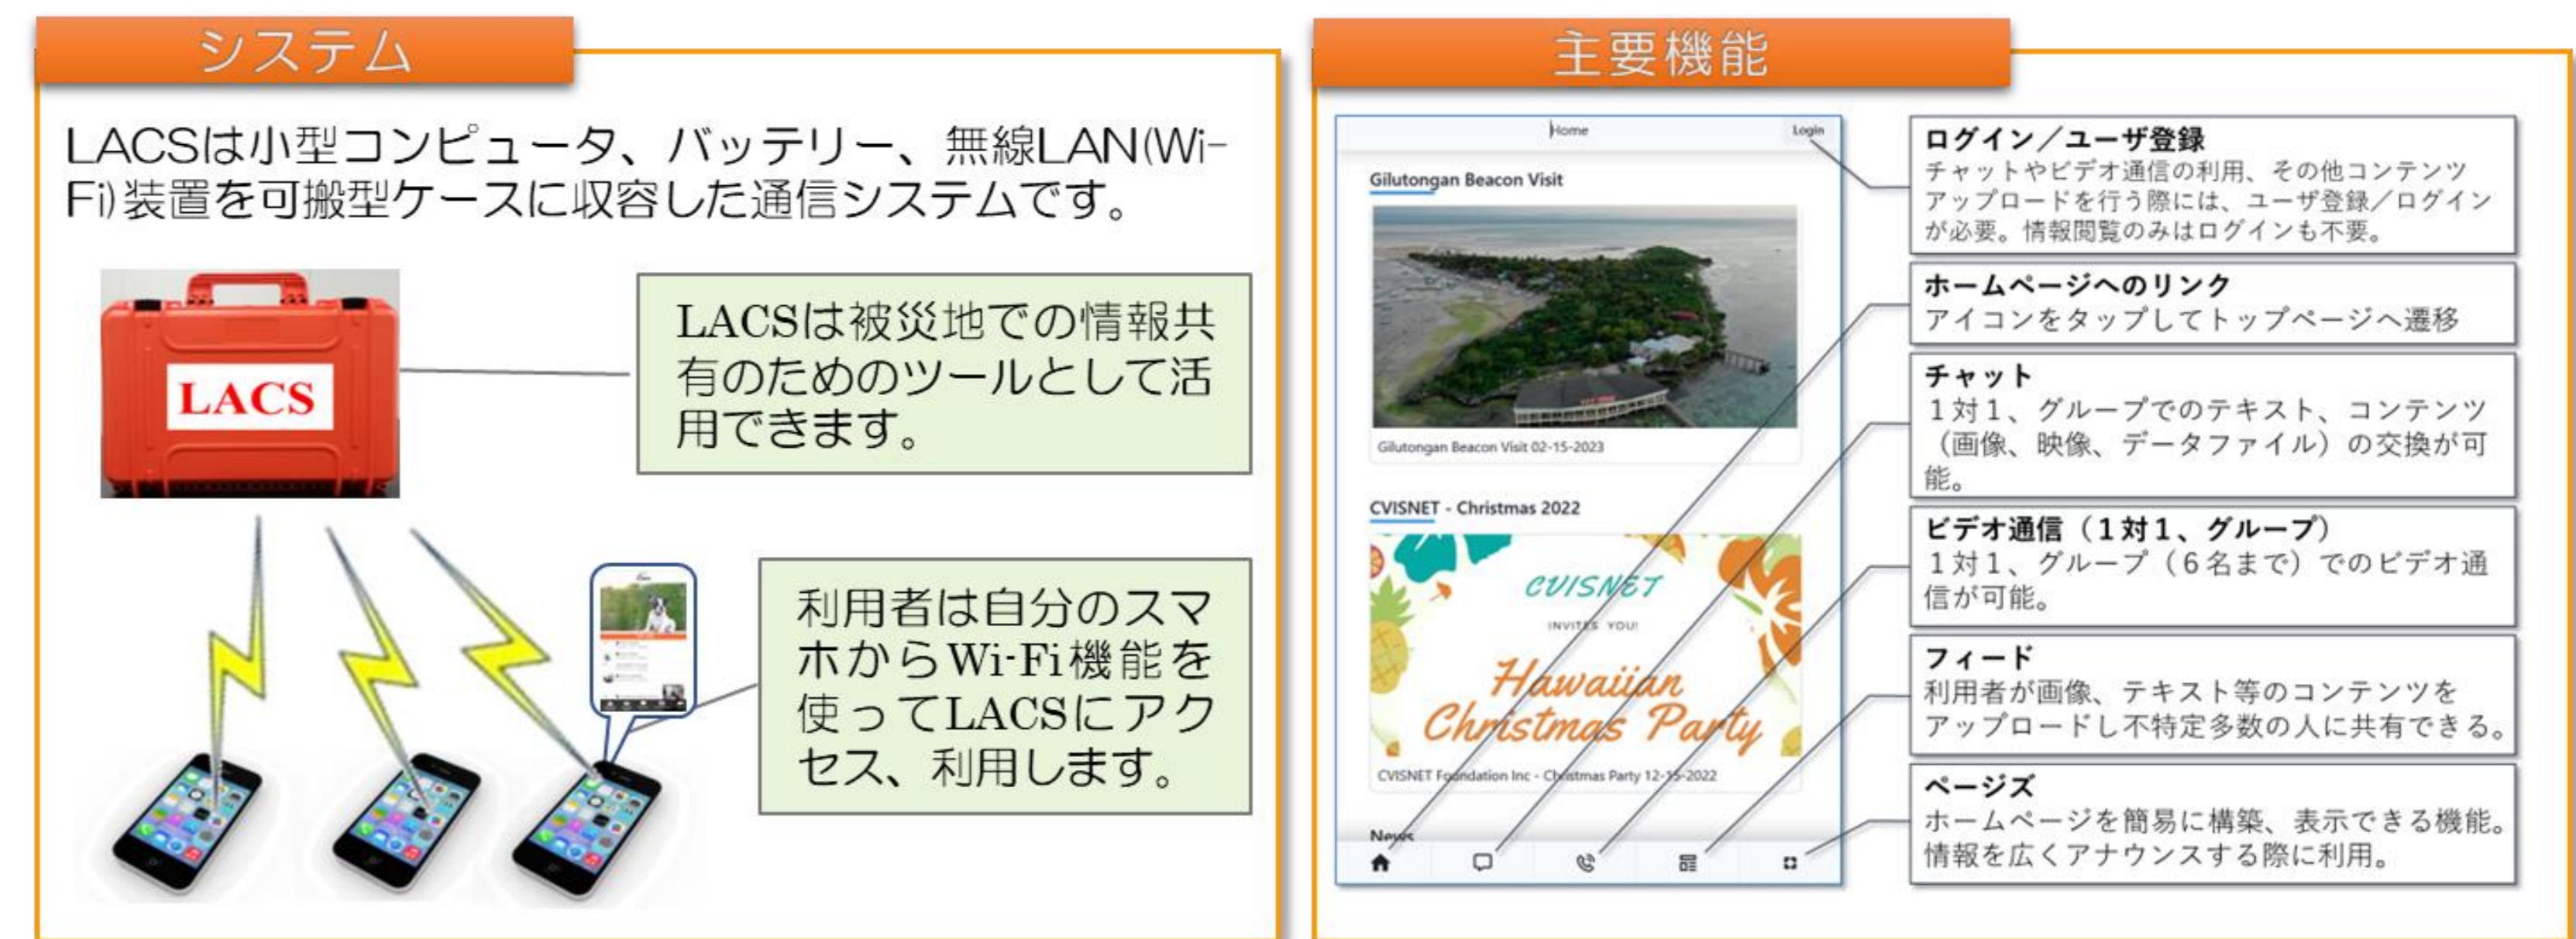 システム
LACSは小型コンピュータ、バッテリー、無線LAN(Wi-
Fi)装置を可搬型ケースに収容した通信システムです。
LACS
LACSは被災地での情報共
有のためのツールとして活
用できます。
利用者は自分のスマ
ホからWi-Fi機能を
使ってLACSにアク
セス、利用します。
主要機能
Home
Login
Gilutongan Beacon Visit
Gilutongan Beacon Visit 02-15-2023
CVISNET - Christmas 2022
CVISNET
INVITES YOU!
Hawaiian
Christmas Party
CVISNET Foundation Inc - Christmas Party 12-15-2022
News
ログイン／ユーザ登録
チャットやビデオ通信の利用、その他コンテンツ
アップロードを行う際には、ユーザ登録／ログイン
が必要。情報閲覧のみはログインも不要。
ホームページへのリンク
アイコンをタップしてトップページへ遷移
チャット
１対１、グループでのテキスト、コンテンツ
（画像、映像、データファイル）の交換が可
能。
ビデオ通信（１対１、グループ）
１対１、グループ（６名まで）でのビデオ通
信が可能。
フィード
利用者が画像、テキスト等のコンテンツを
アップロードし不特定多数の人に共有できる。
ページズ
ホームページを簡易に構築、表示できる機能。
情報を広くアナウンスする際に利用。